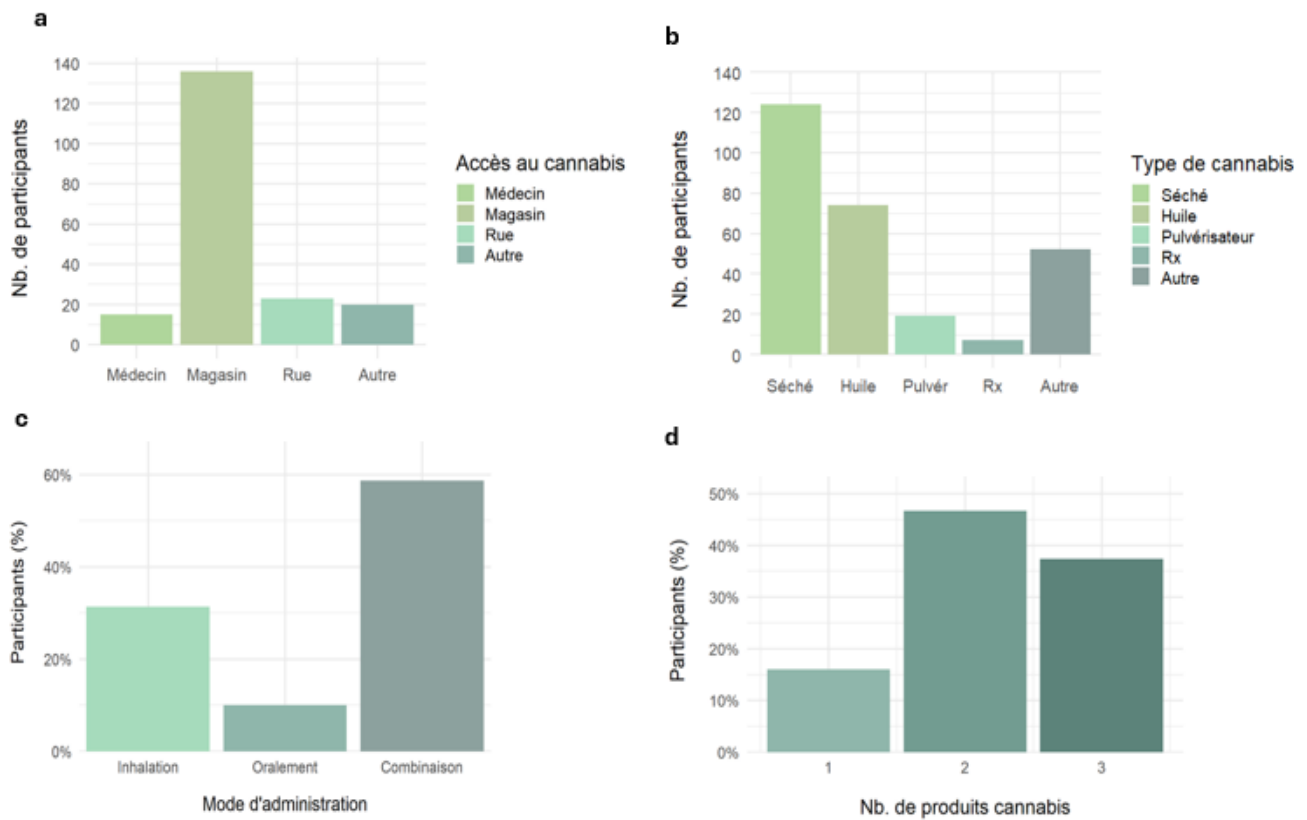 a
Nb. de participants
140
120
100
80
60
40
20
0
Médecin
Magasin
Rue
Autre
Accès au cannabis
Médecin
Magasin
Rue
Autre
b
Nb. de participants
140
120
100
80
60
40
20
0
Séché
Huile
Pulvér
Rx
Autre
Type de cannabis
Séché
Huile
Pulvérisateur
Rx
Autre
c
Participants (%)
60%
40%
20%
0%
Inhalation
Oralement
Combinaison
Mode d'administration
d
Participants (%)
50%
40%
30%
20%
10%
0%
1
2
3
Nb. de produits cannabis